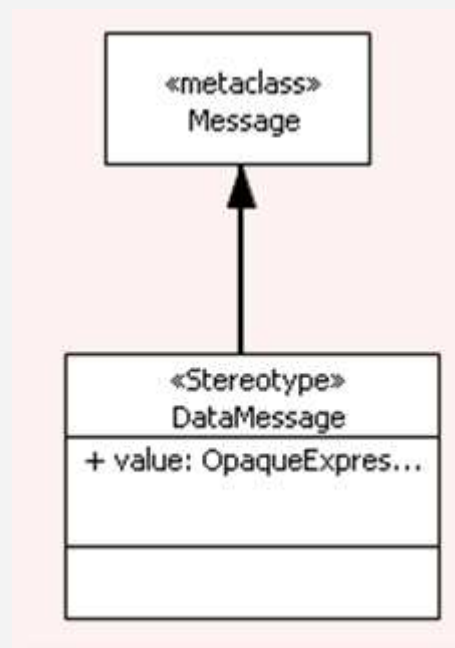 «metaclass»
Message
«Stereotype»
DataMessage
+ value: OpaqueExpres...